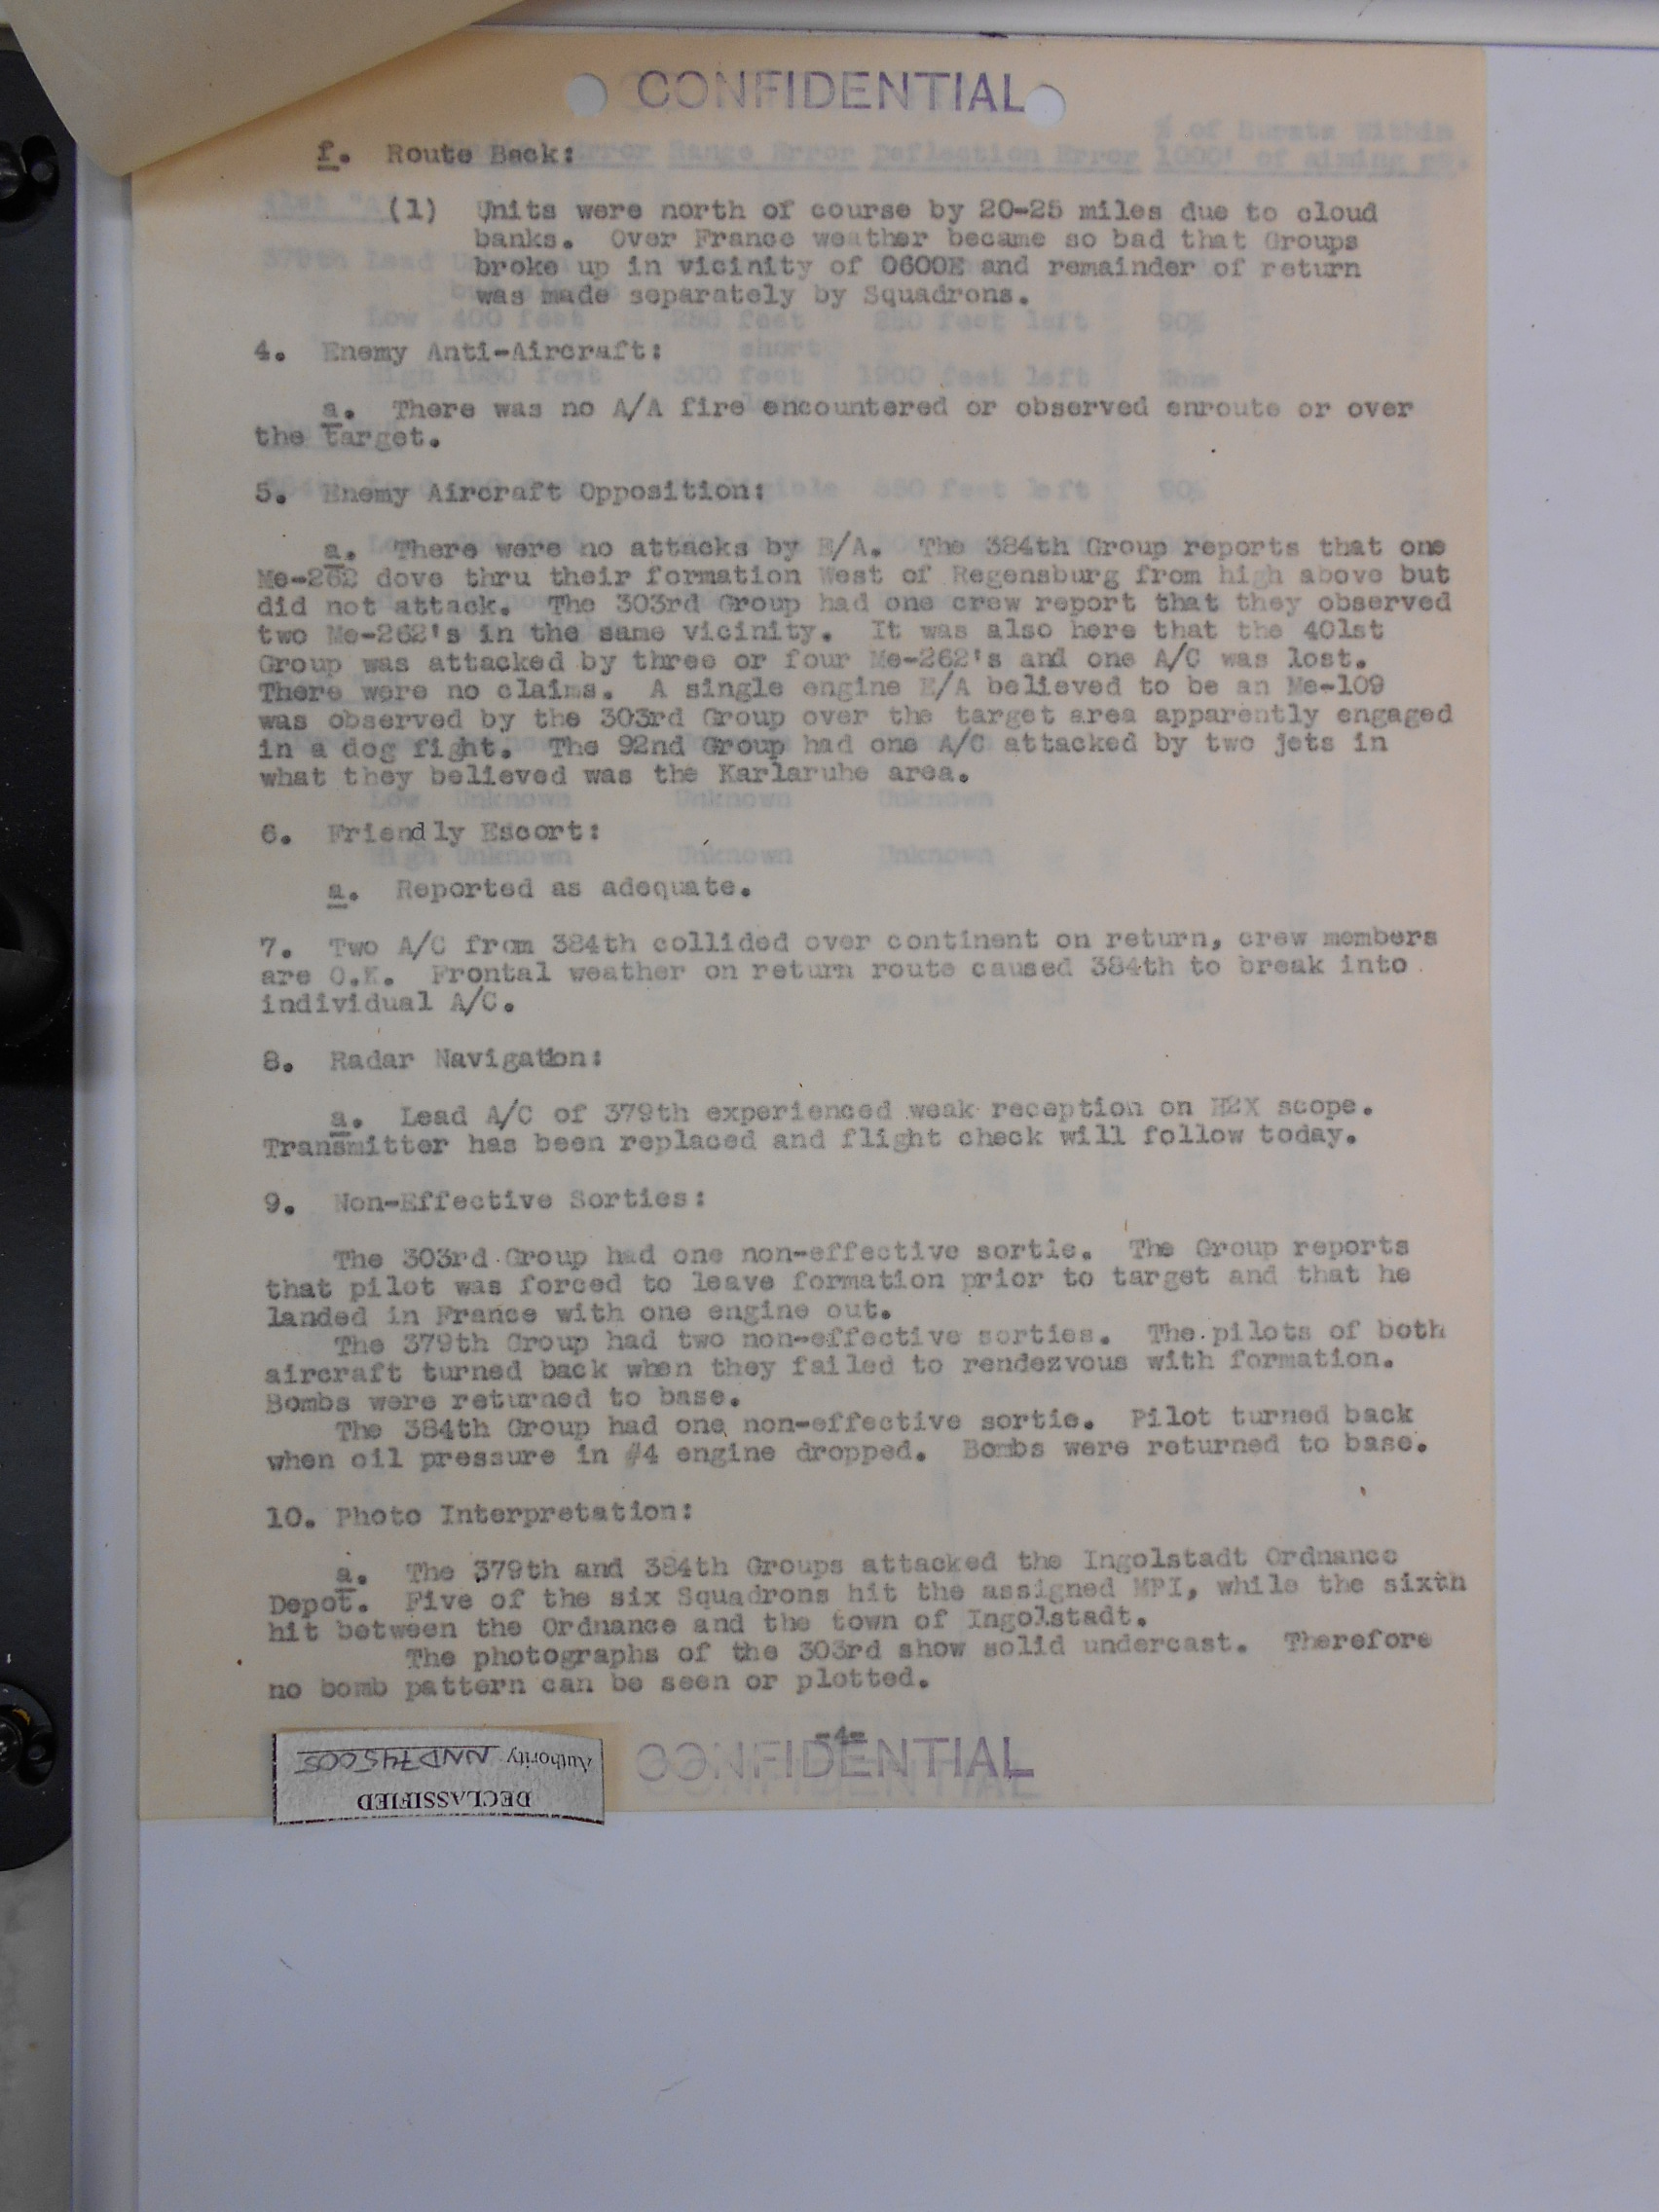 CONFIDENTIAL
f. Route Back:
(1) Units were north of course by 20-25 miles due to cloud
banks. Over France weather became so bad that Groups
broke up in vicinity of 0600E and remainder of return
was made separately by Squadrons.
4. Enemy Anti-Aircraft:
a. There was no A/A fire encountered or observed enroute or over
the target.
5. Enemy Aircraft Opposition:
a. There were no attacks by E/A. The 384th Group reports that one
Me-262 dove thru their formation West of Regensburg from high above but
did not attack. The 303rd Group had one crew report that they observed
two Me-262's in the same vicinity. It was also here that the 401st
Group was attacked by three or four Me-262's and one A/C was lost.
There were no claims. A single engine E/A believed to be an Me-109
was observed by the 303rd Group over the target area apparently engaged
in a dog fight. The 92nd Group had one A/C attacked by two jets in
what they believed was the Karlaruhe area.
6. Friendly Escort:
a. Reported as adequate.
7. Two A/C from 384th collided over continent on return, crew members
are O.K. Frontal weather on return route caused 384th to break into
individual A/C.
8. Radar Navigation:
a. Lead A/C of 379th experienced weak reception on H2X scope.
Transmitter has been replaced and flight check will follow today.
9. Non-Effective Sorties:
The 303rd Group had one non-effective sortie. The Group reports
that pilot was forced to leave formation prior to target and that he
landed in France with one engine out.
The 379th Group had two non-effective sorties. The pilots of both
aircraft turned back when they failed to rendezvous with formation.
Bombs were returned to base.
The 384th Group had one non-effective sortie. Pilot turned back
when oil pressure in #4 engine dropped. Bombs were returned to base.
10. Photo Interpretation:
a. The 379th and 384th Groups attacked the Ingolstadt Ordnance
Depot. Five of the six Squadrons hit the assigned MPI, while the sixth
hit between the Ordnance and the town of Ingolstadt.
The photographs of the 303rd show solid undercast. Therefore
no bomb pattern can be seen or plotted.
-4-
CONFIDENTIAL
DECLASSIFIED
Authority NND745005